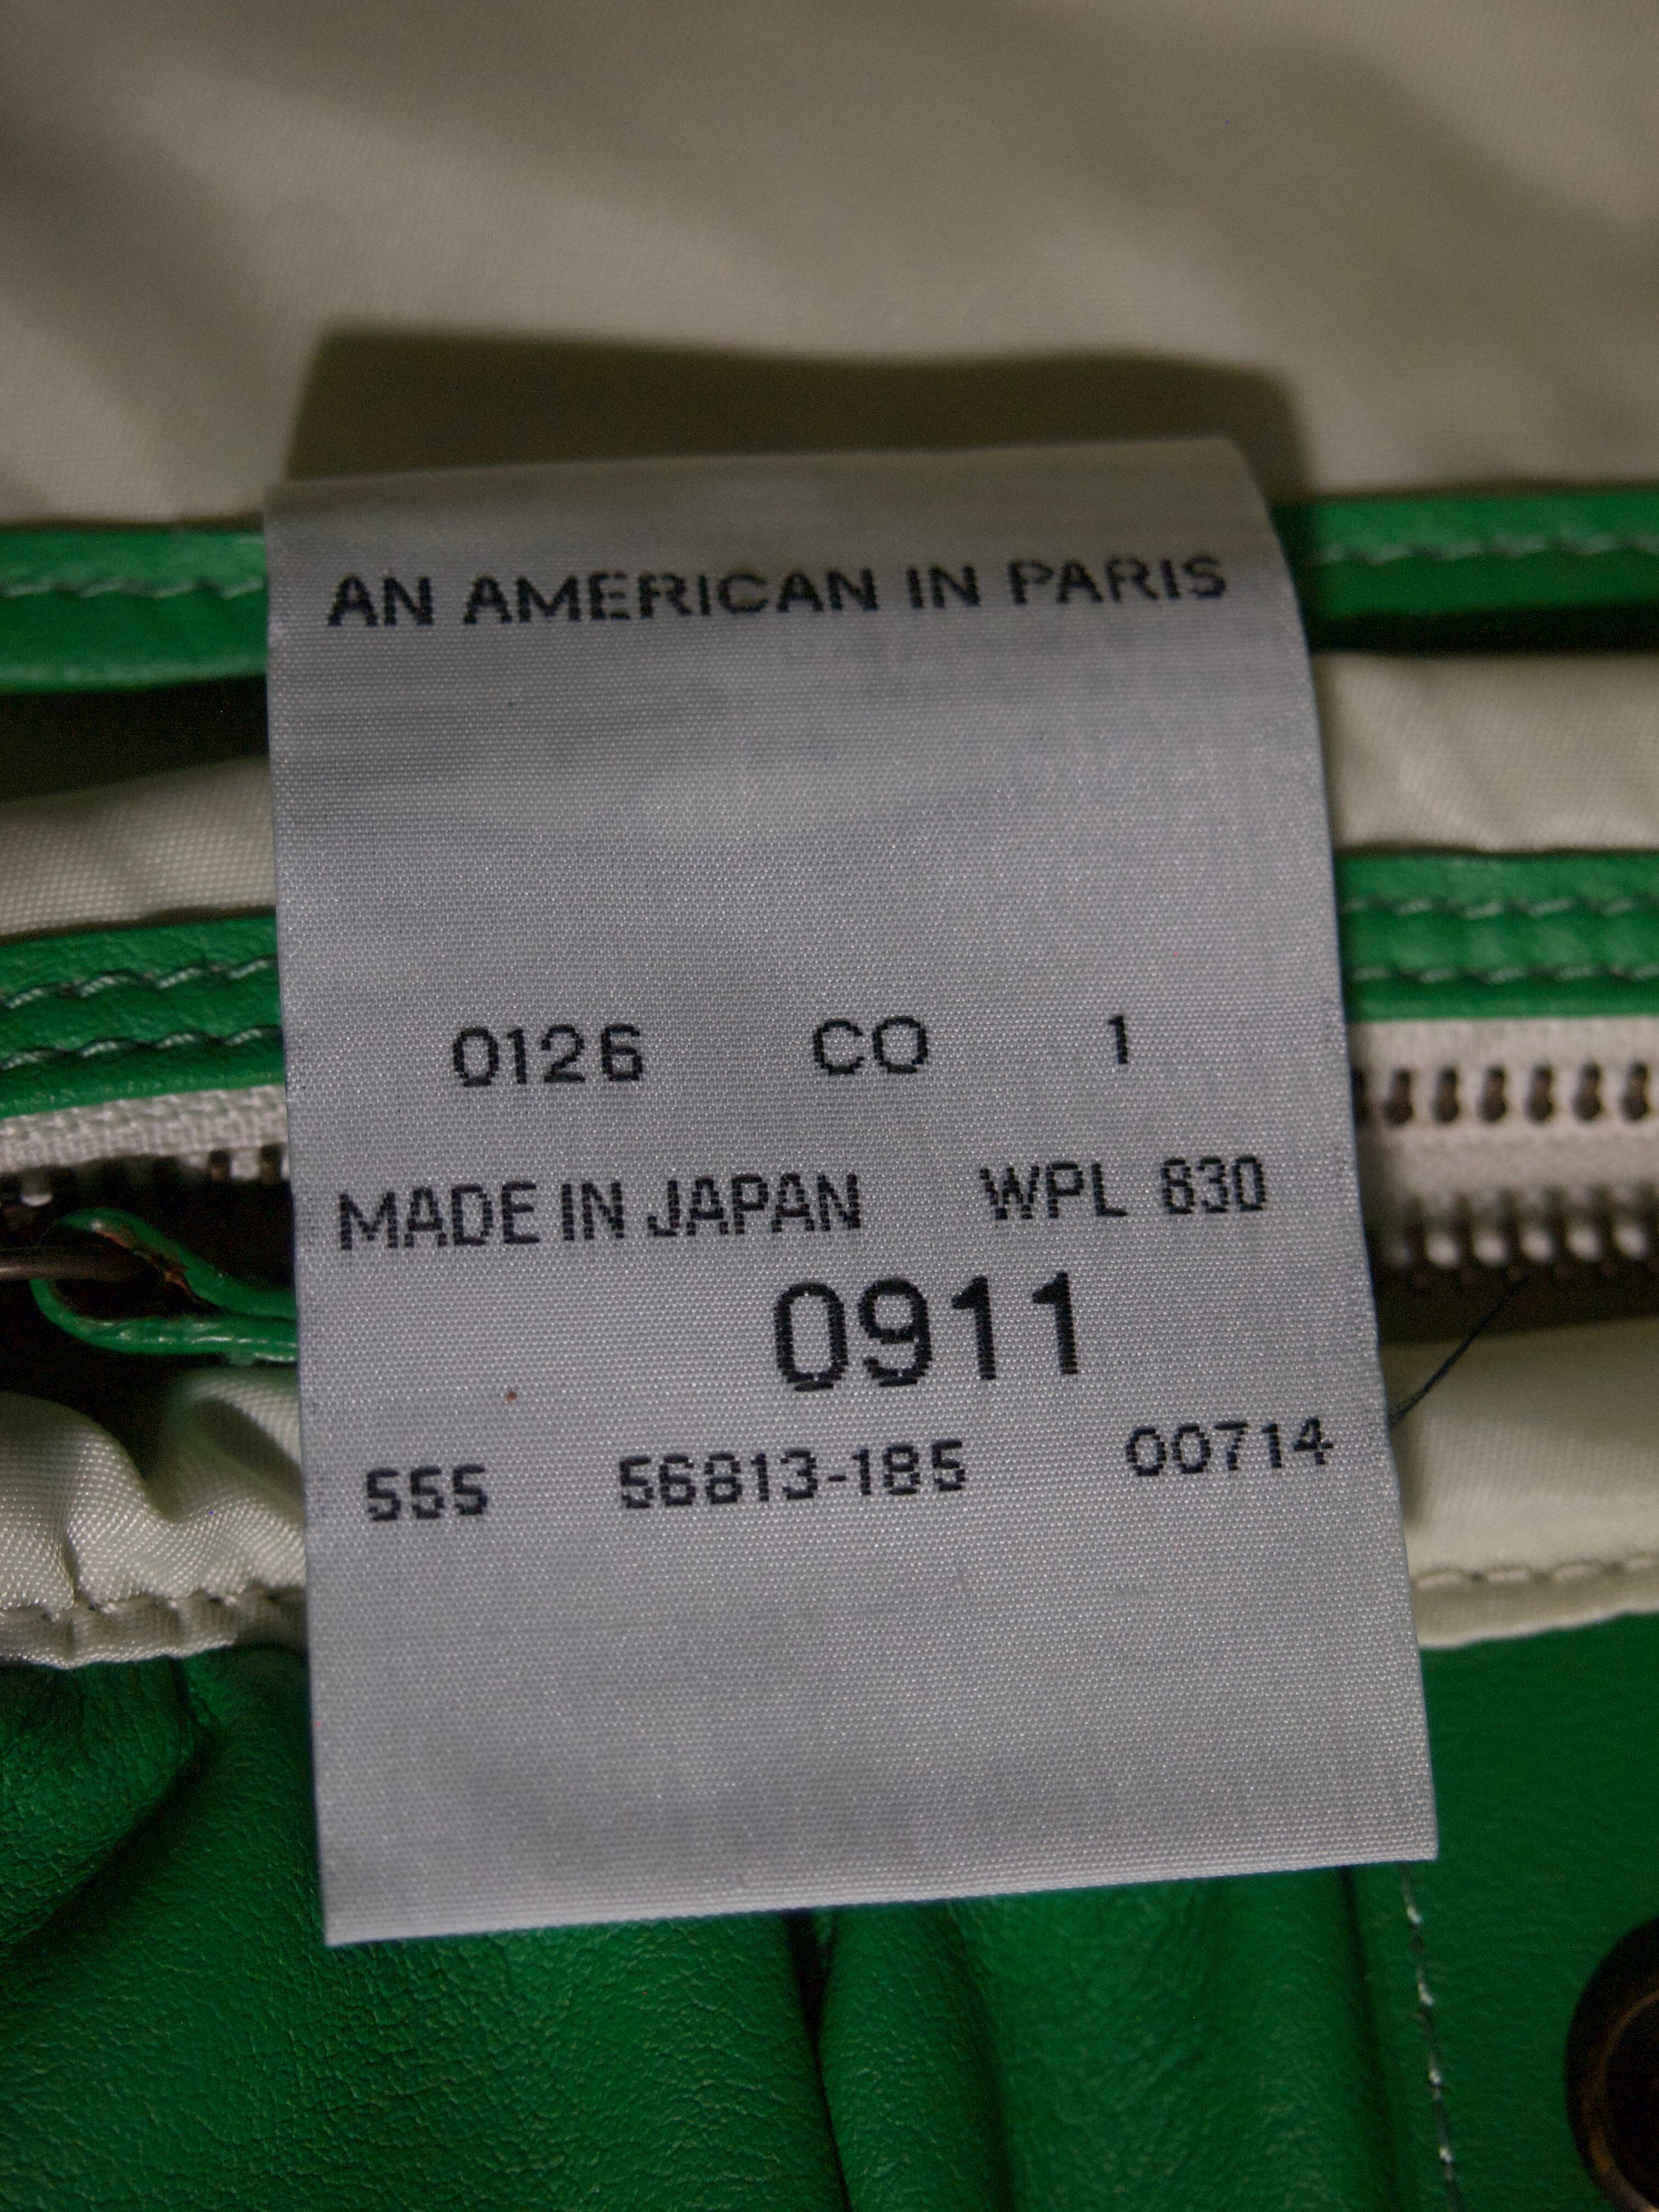 AN AMERICAN IN PARIS
0126 CO 1
MADE IN JAPAN WPL 830
0911
555 56813-185 00714